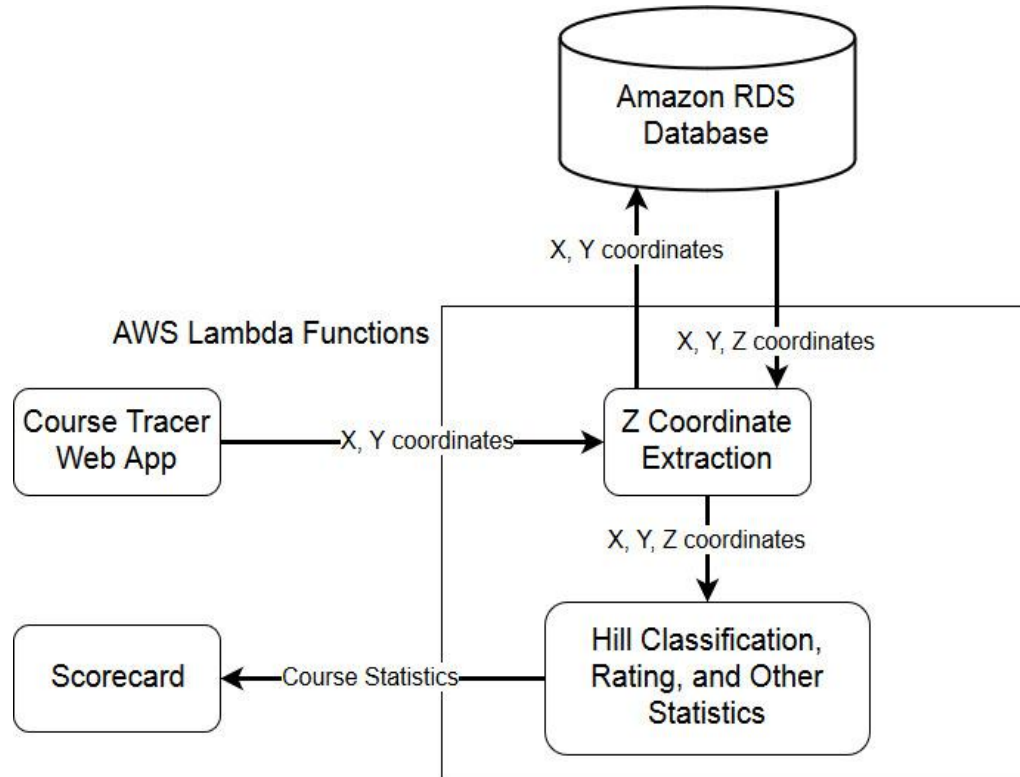 Amazon RDS
Database
X, Y coordinates
X, Y, Z coordinates
AWS Lambda Functions
Course Tracer
Web App
X, Y coordinates
Z Coordinate
Extraction
X, Y, Z coordinates
Hill Classification,
Rating, and Other
Statistics
Course Statistics
Scorecard